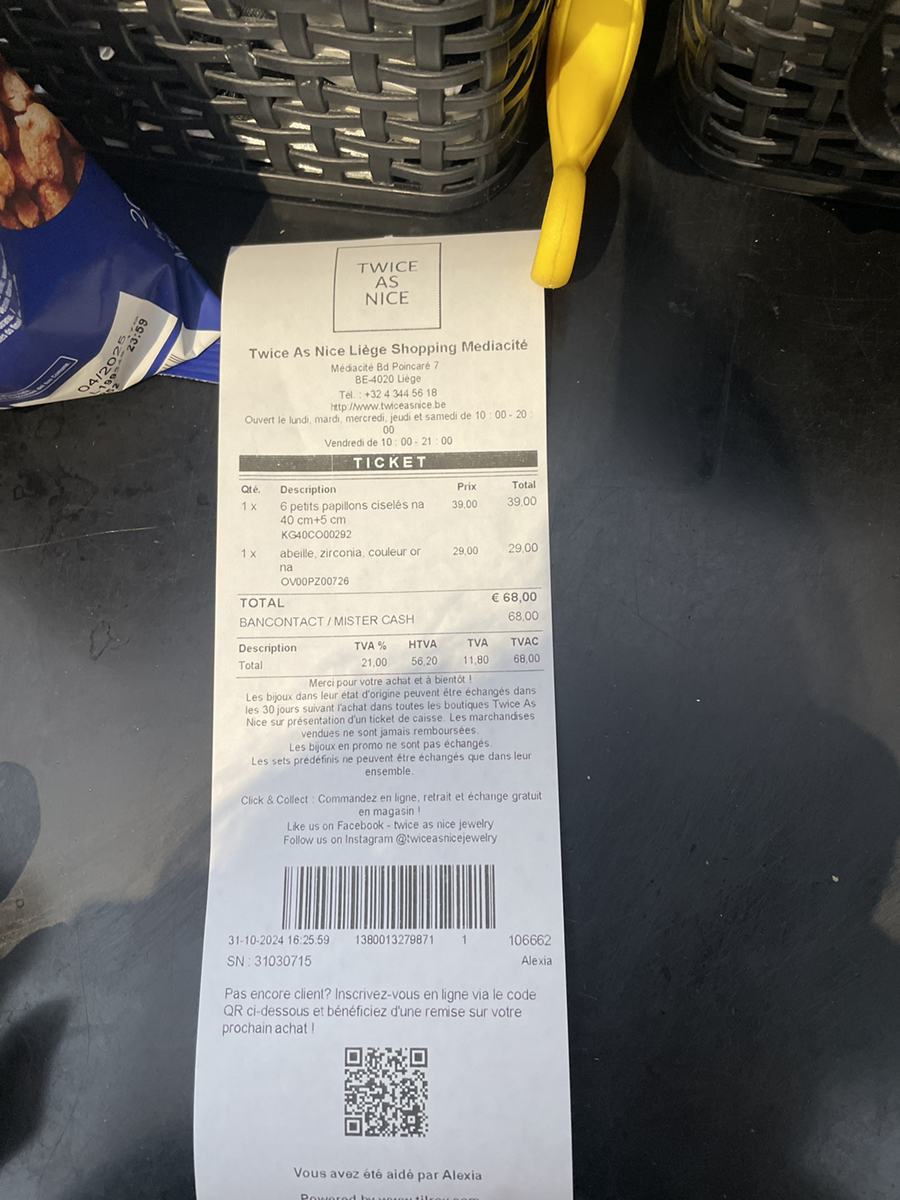 04/2025
23:59
TWICE
AS
NICE
Twice As Nice Liège Shopping Mediacité
Médiacité Bd Poincaré 7
BE-4020 Liège
Tél. : +32 4 344 56 18
http://www.twiceasnice.be
Ouvert le lundi, mardi, mercredi, jeudi et samedi de 10 : 00 - 20 :
00
Vendredi de 10 : 00 - 21 : 00
TICKET
Qté. Description Prix Total
1 x 6 petits papillons ciselés na 39,00 39,00
40 cm+5 cm
KG40CO00292
1 x abeille, zirconia, couleur or 29,00 29,00
na
OV00PZ00726
TOTAL € 68,00
BANCONTACT / MISTER CASH 68,00
Description TVA % HTVA TVA TVAC
Total 21,00 56,20 11,80 68,00
Merci pour votre achat et à bientôt !
Les bijoux dans leur état d'origine peuvent être échangés dans
les 30 jours suivant l'achat dans toutes les boutiques Twice As
Nice sur présentation d'un ticket de caisse. Les marchandises
vendues ne sont jamais remboursées.
Les bijoux en promo ne sont pas échangés.
Les sets prédéfinis ne peuvent être échangés que dans leur
ensemble.
Click & Collect : Commandez en ligne, retrait et échange gratuit
en magasin !
Like us on Facebook - twice as nice jewelry
Follow us on Instagram @twiceasnicejewelry
31-10-2024 16:25:59 1380013279871 1 106662
SN : 31030715 Alexia
Pas encore client? Inscrivez-vous en ligne via le code
QR ci-dessous et bénéficiez d'une remise sur votre
prochain achat !
Vous avez été aidé par Alexia
Powered by www.tilroy.com